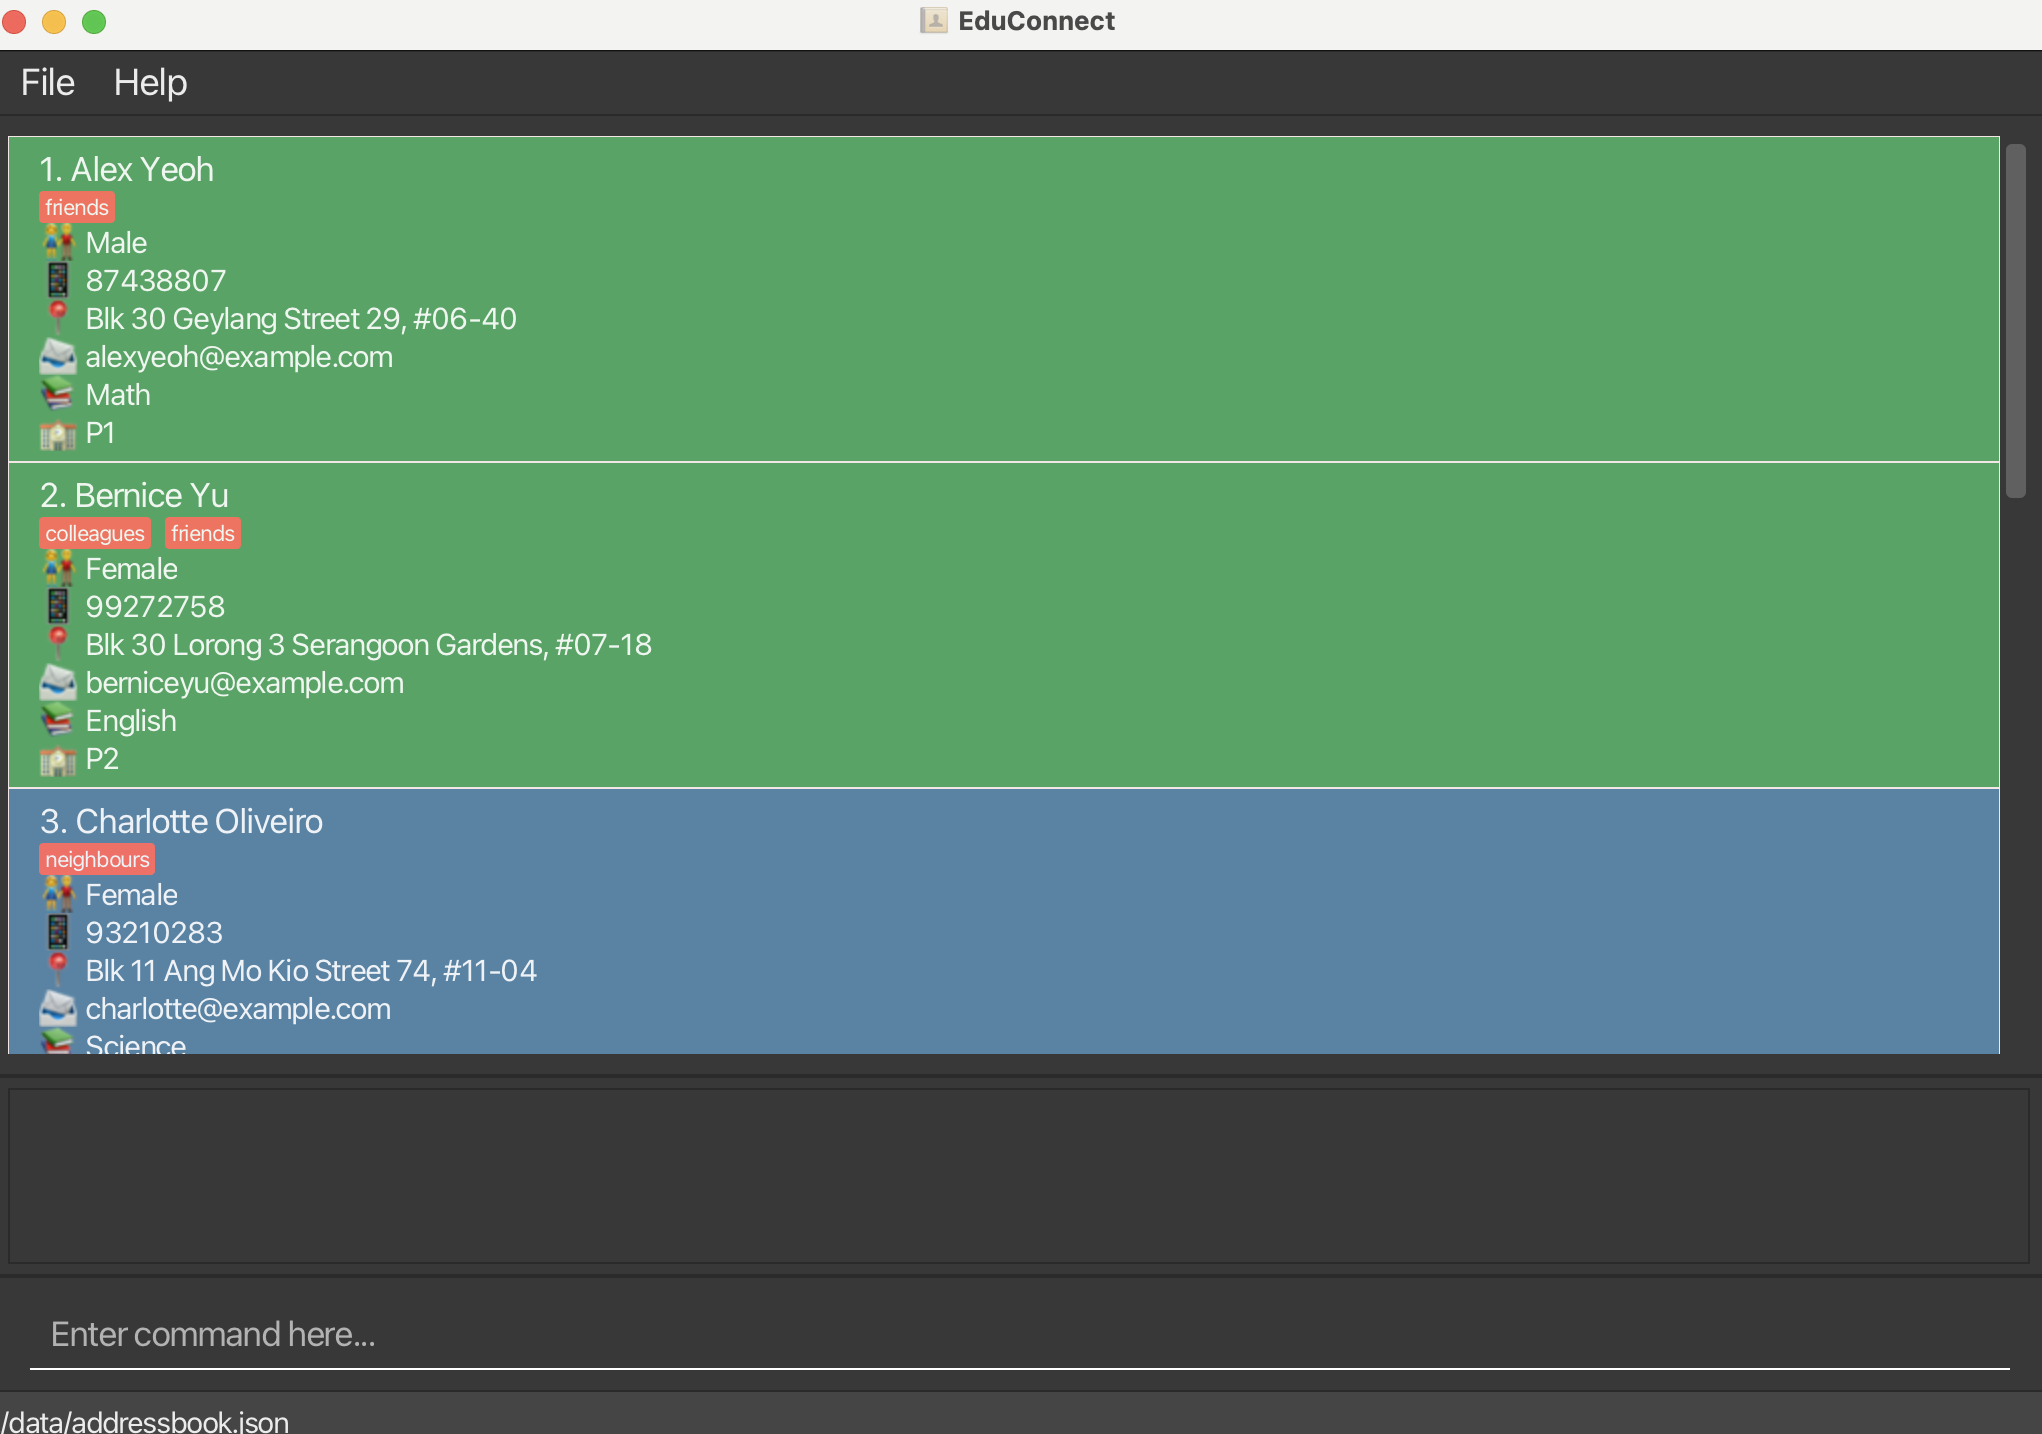 EduConnect
File Help
1. Alex Yeoh
friends
Male
87438807
Blk 30 Geylang Street 29, #06-40
alexyeoh@example.com
Math
P1
2. Bernice Yu
colleagues friends
Female
99272758
Blk 30 Lorong 3 Serangoon Gardens, #07-18
berniceyu@example.com
English
P2
3. Charlotte Oliveiro
neighbours
Female
93210283
Blk 11 Ang Mo Kio Street 74, #11-04
charlotte@example.com
Science
Enter command here...
/data/addressbook.json